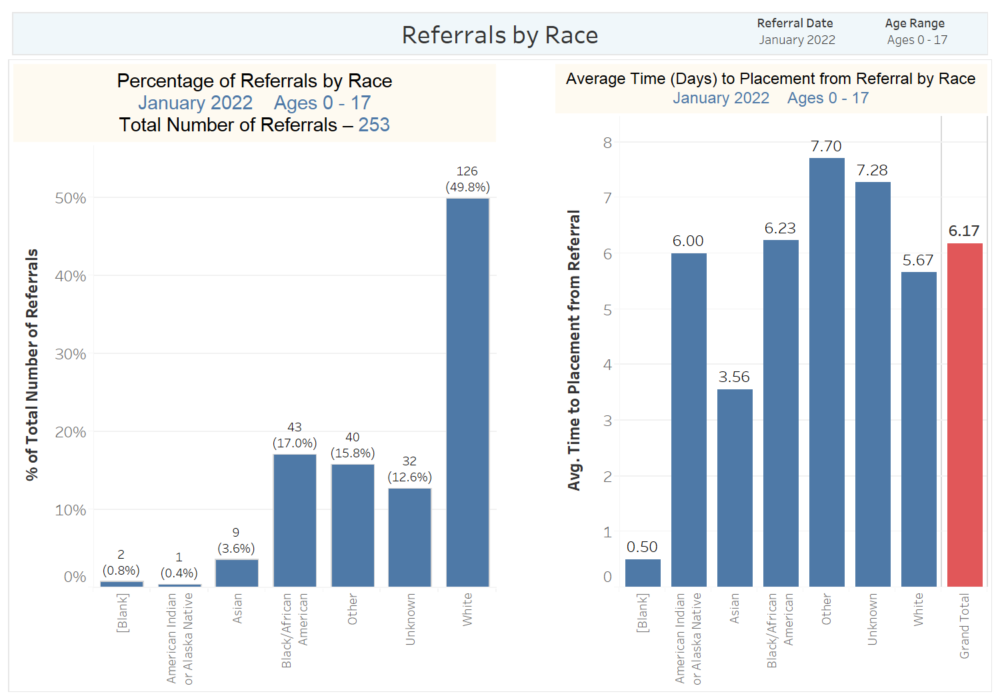 Referrals by Race
Referral Date
January 2022
Age Range
Ages 0 - 17
Percentage of Referrals by Race
January 2022 Ages 0 - 17
Total Number of Referrals – 253
% of Total Number of Referrals
50%
40%
30%
20%
10%
0%
2
(0.8%)
1
(0.4%)
9
(3.6%)
43
(17.0%)
40
(15.8%)
32
(12.6%)
126
(49.8%)
[Blank]
American Indian
or Alaska Native
Asian
Black/African
American
Other
Unknown
White
Average Time (Days) to Placement from Referral by Race
January 2022 Ages 0 - 17
Avg. Time to Placement from Referral
8
7
6
5
4
3
2
1
0
0.50
6.00
3.56
6.23
7.70
7.28
5.67
6.17
[Blank]
American Indian
or Alaska Native
Asian
Black/African
American
Other
Unknown
White
Grand Total